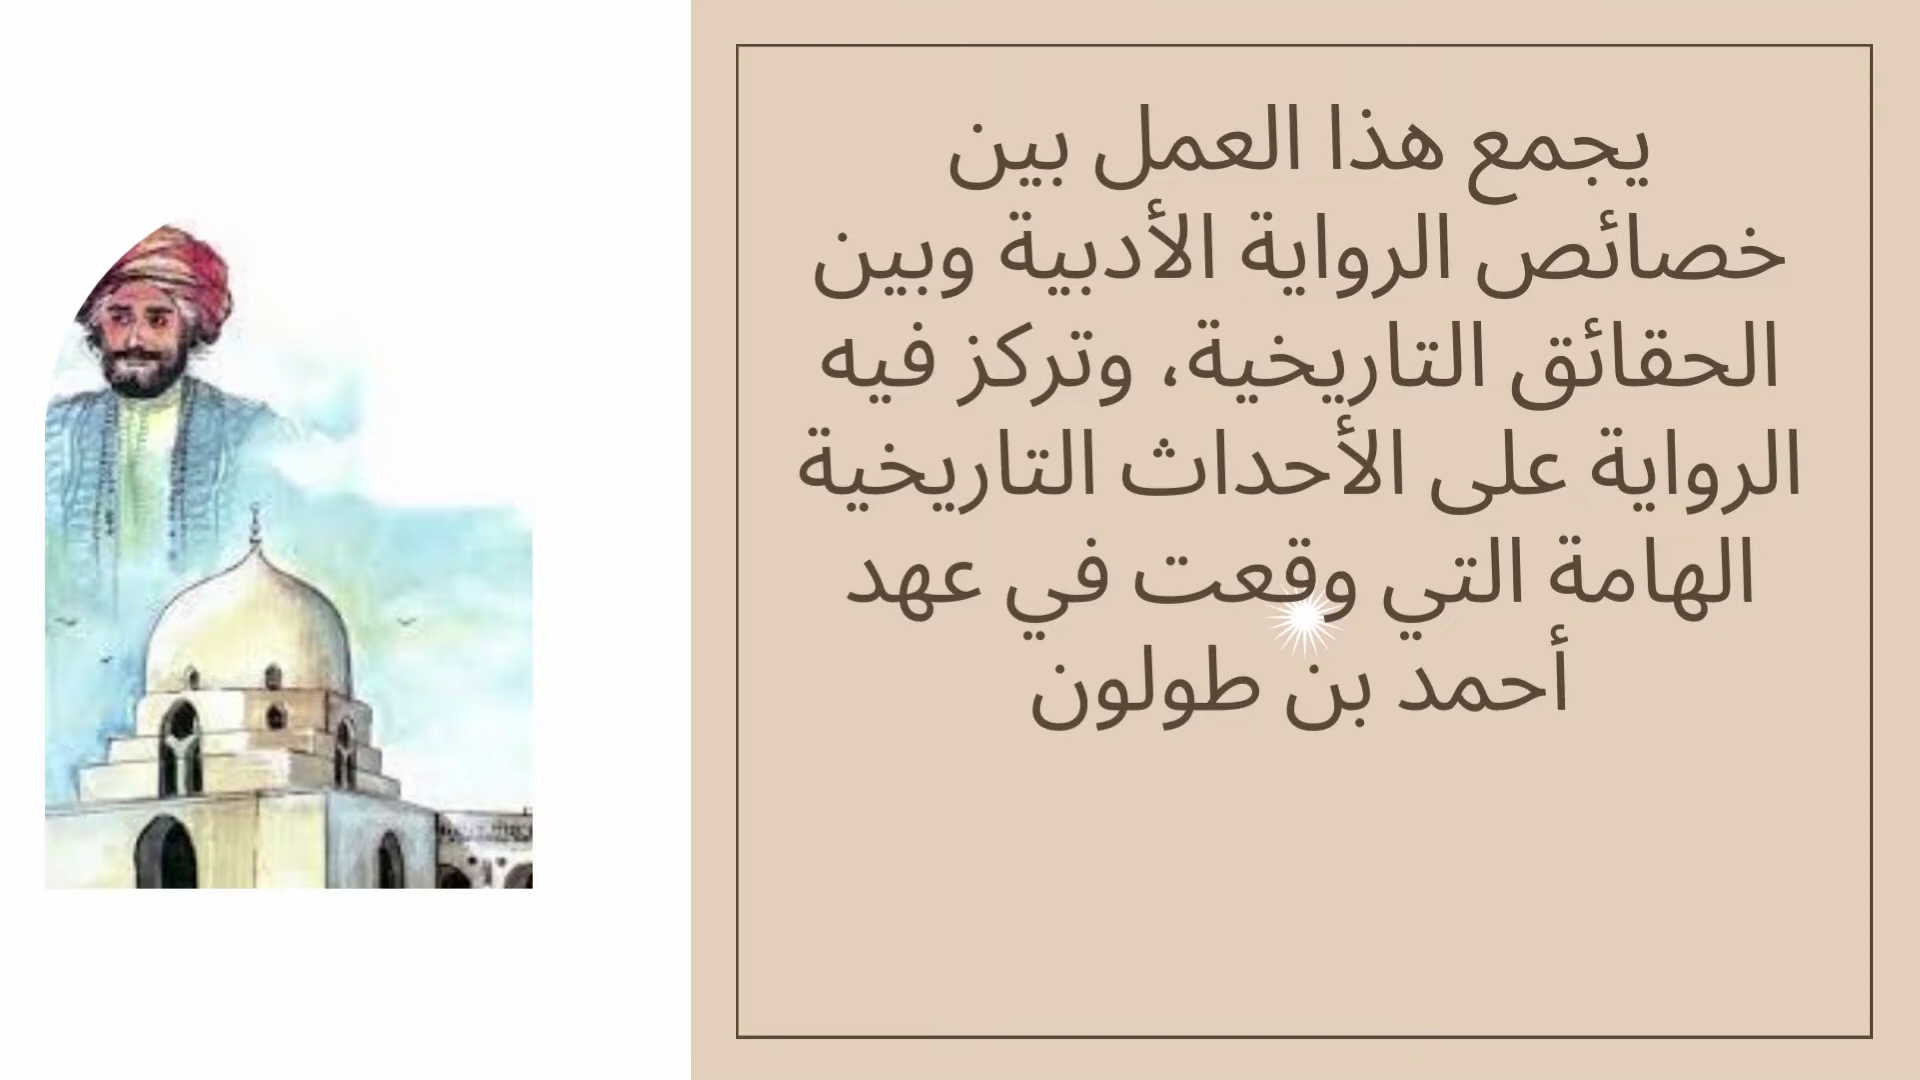 يجمع هذا العمل بين
خصائص الرواية الأدبية وبين
الحقائق التاريخية، وتركز فيه
الرواية على الأحداث التاريخية
الهامة التي وقعت في عهد
أحمد بن طولون